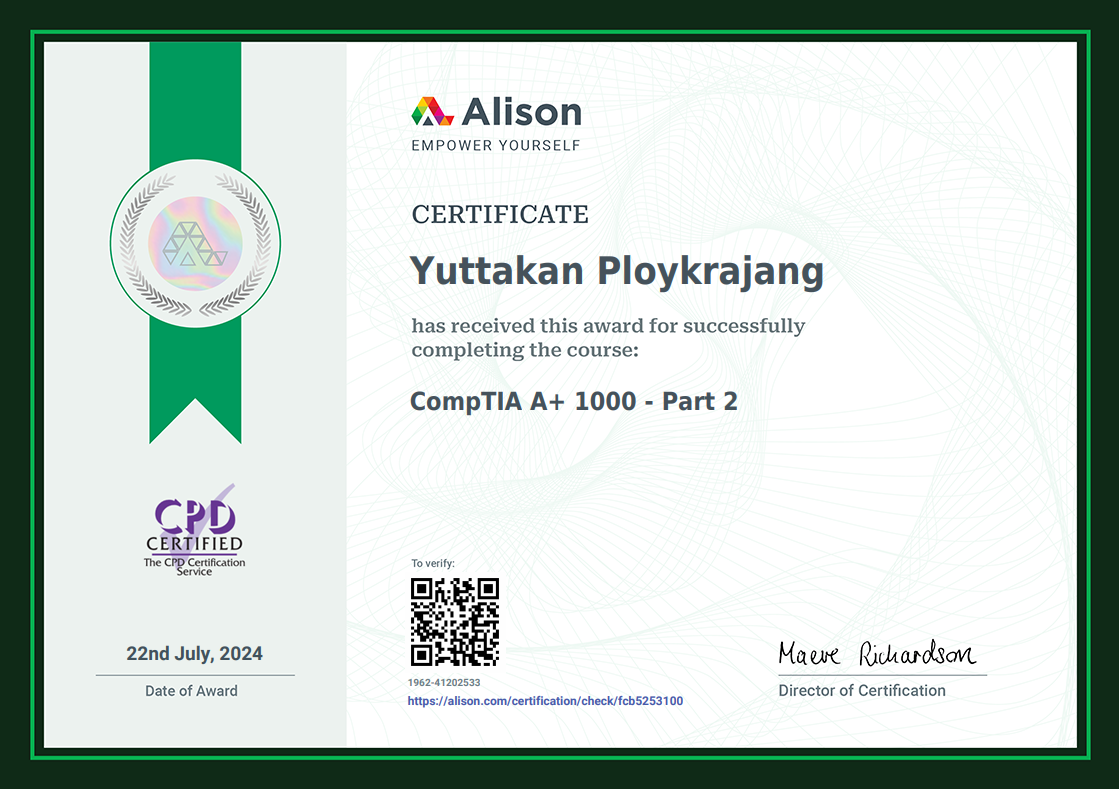 Alison
EMPOWER YOURSELF
CERTIFICATE
Yuttakan Ploykrajang
has received this award for successfully
completing the course:
CompTIA A+ 1000 - Part 2
CPD
CERTIFIED
The CPD Certification
Service
22nd July, 2024
Date of Award
To verify:
1962-41202533
https://alison.com/certification/check/fcb5253100
Maeve Richardson
Director of Certification